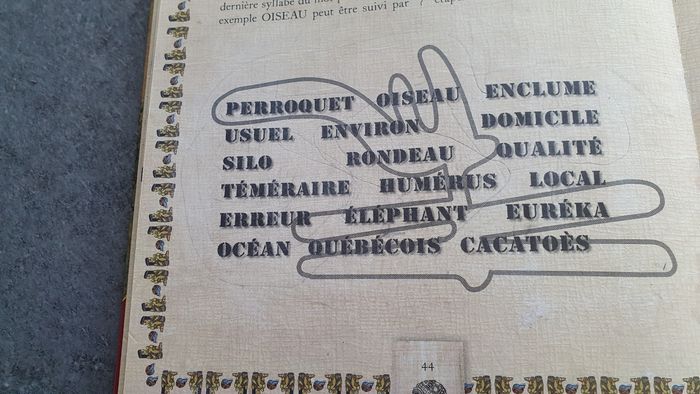 dernière syllabe du mot
exemple OISEAU peut être suivi par
PERROQUET OISEAU ENCLUME
USUEL ENVIRON DOMICILE
SILO RONDEAU QUALITÉ
TÉMÉRAIRE HUMÉRUS LOCAL
ERREUR ÉLÉPHANT EURÉKA
OCÉAN QUÉBÉCOIS CACATOÈS
44